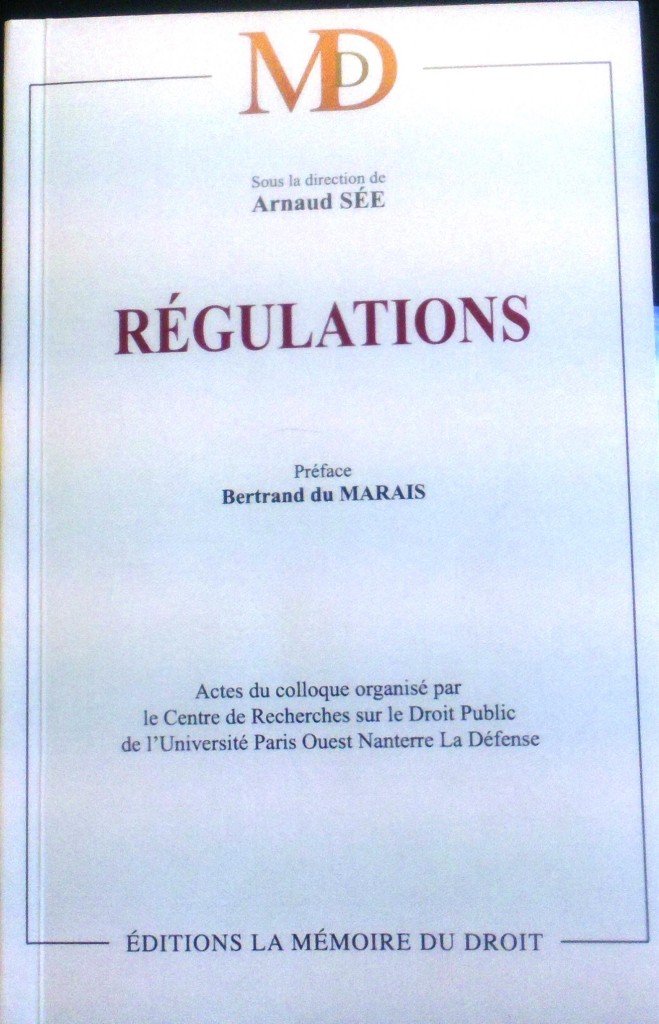 MDD
Sous la direction de
Arnaud SÉE
RÉGULATIONS
Préface
Bertrand du MARAIS
Actes du colloque organisé par
le Centre de Recherches sur le Droit Public
de l'Université Paris Ouest Nanterre La Défense
ÉDITIONS LA MÉMOIRE DU DROIT